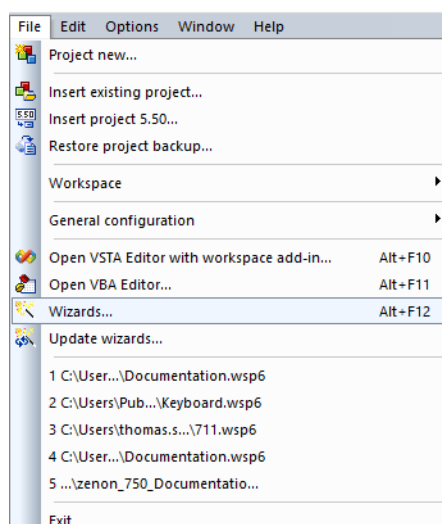 File Edit Options Window Help
Project new...
Insert existing project...
5.50
Insert project 5.50...
Restore project backup...
Workspace
General configuration
Open VSTA Editor with workspace add-in... Alt+F10
Open VBA Editor... Alt+F11
Wizards... Alt+F12
Update wizards...
1 C:\User...\Documentation.wsp6
2 C:\Users\Pub...\Keyboard.wsp6
3 C:\Users\thomas.s...\711.wsp6
4 C:\User...\Documentation.wsp6
5 ...\zenon_750_Documentatio...
Exit